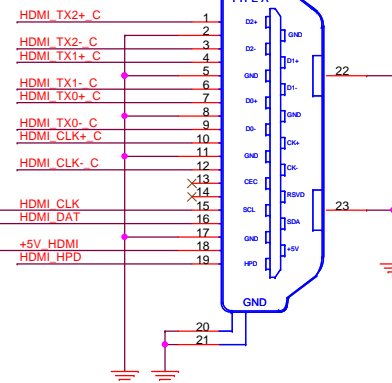 HDMI_TX2+_C 1 D2+
2 GND
HDMI_TX2-_C 3 D2-
HDMI_TX1+_C 4 D1+
5 GND 22
HDMI_TX1-_C 6 D1-
HDMI_TX0+_C 7 D0+
8 GND
HDMI_TX0-_C 9 D0-
HDMI_CLK+_C 10 CK+
11 GND
HDMI_CLK-_C 12 CK-
13 CEC
14 RSVD
HDMI_CLK 15 SCL 23
HDMI_DAT 16 SDA
17 GND
+5V_HDMI 18 +5V
HDMI_HPD 19 HPD
GND
20
21